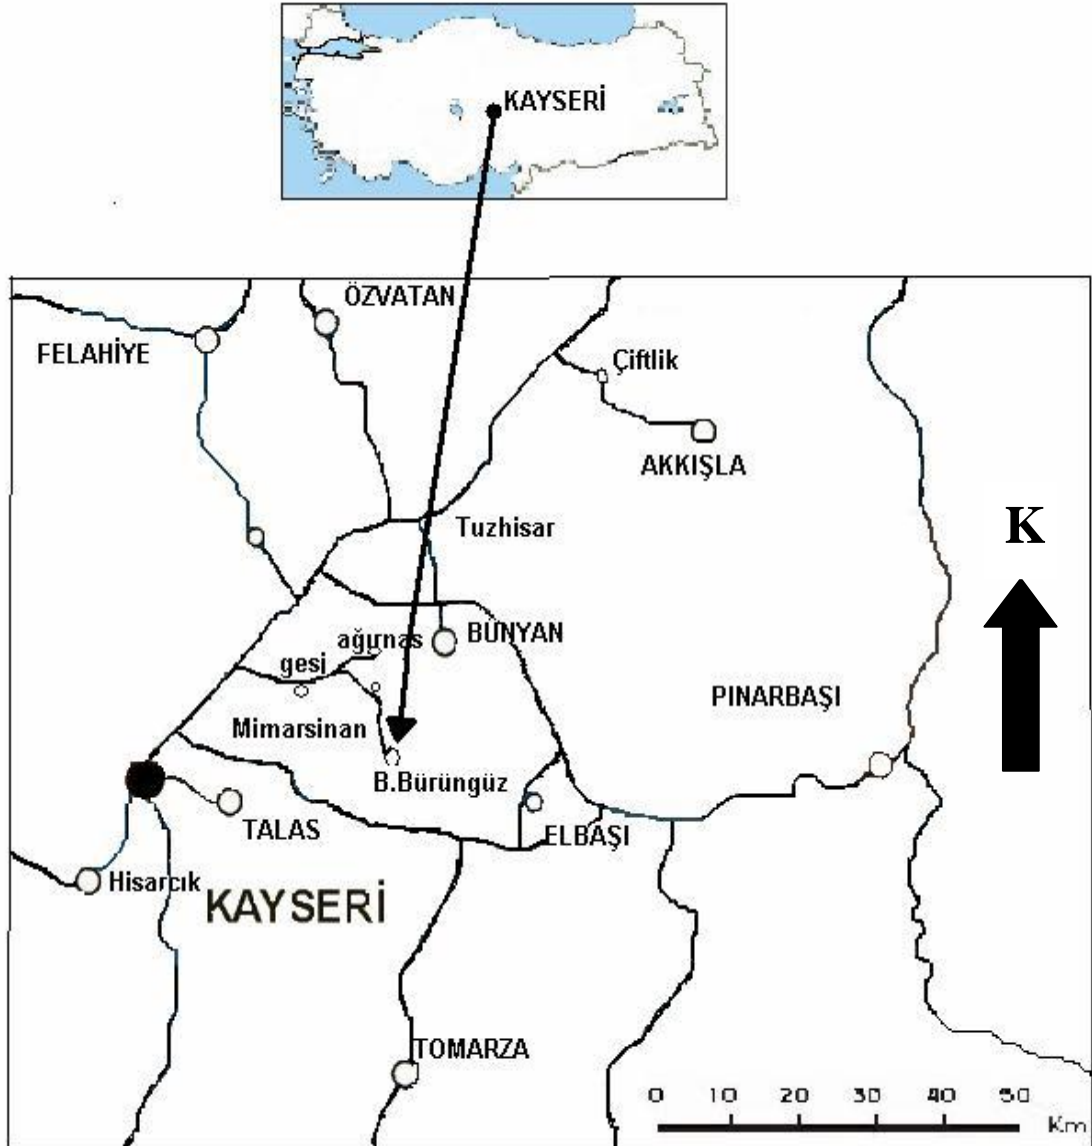 KAYSERİ
ÖZVATAN
FELAHİYE
Çiftlik
AKKIŞLA
K
Tuzhisar
ağırnas
BÜNYAN
gesi
PINARBAŞI
Mimarsinan
B.Bürüngüz
TALAS
ELBAŞI
Hisarcık
KAYSERİ
TOMARZA
0 10 20 30 40 50
Km